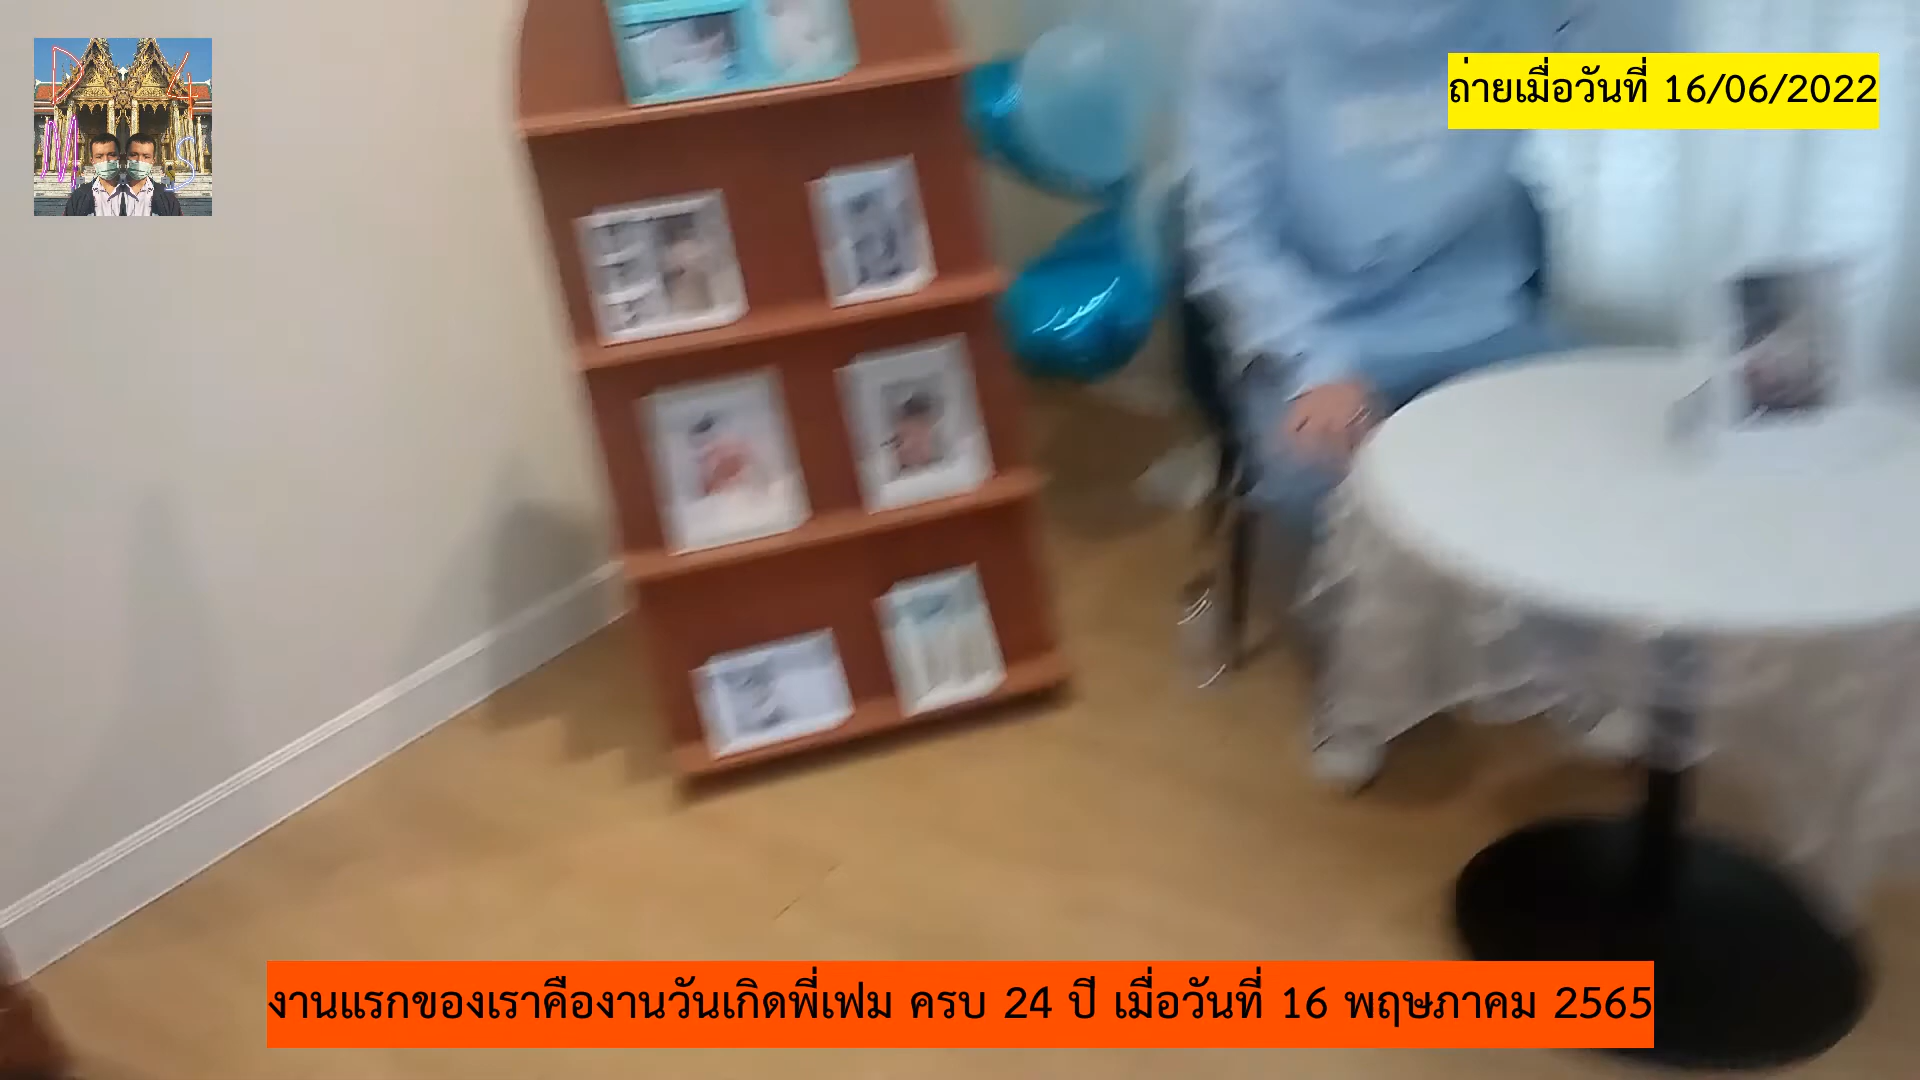 ถ่ายเมื่อวันที่ 16/06/2022
D 4
M S
งานแรกของเราคืองานวันเกิดพี่เฟม ครบ 24 ปี เมื่อวันที่ 16 พฤษภาคม 2565